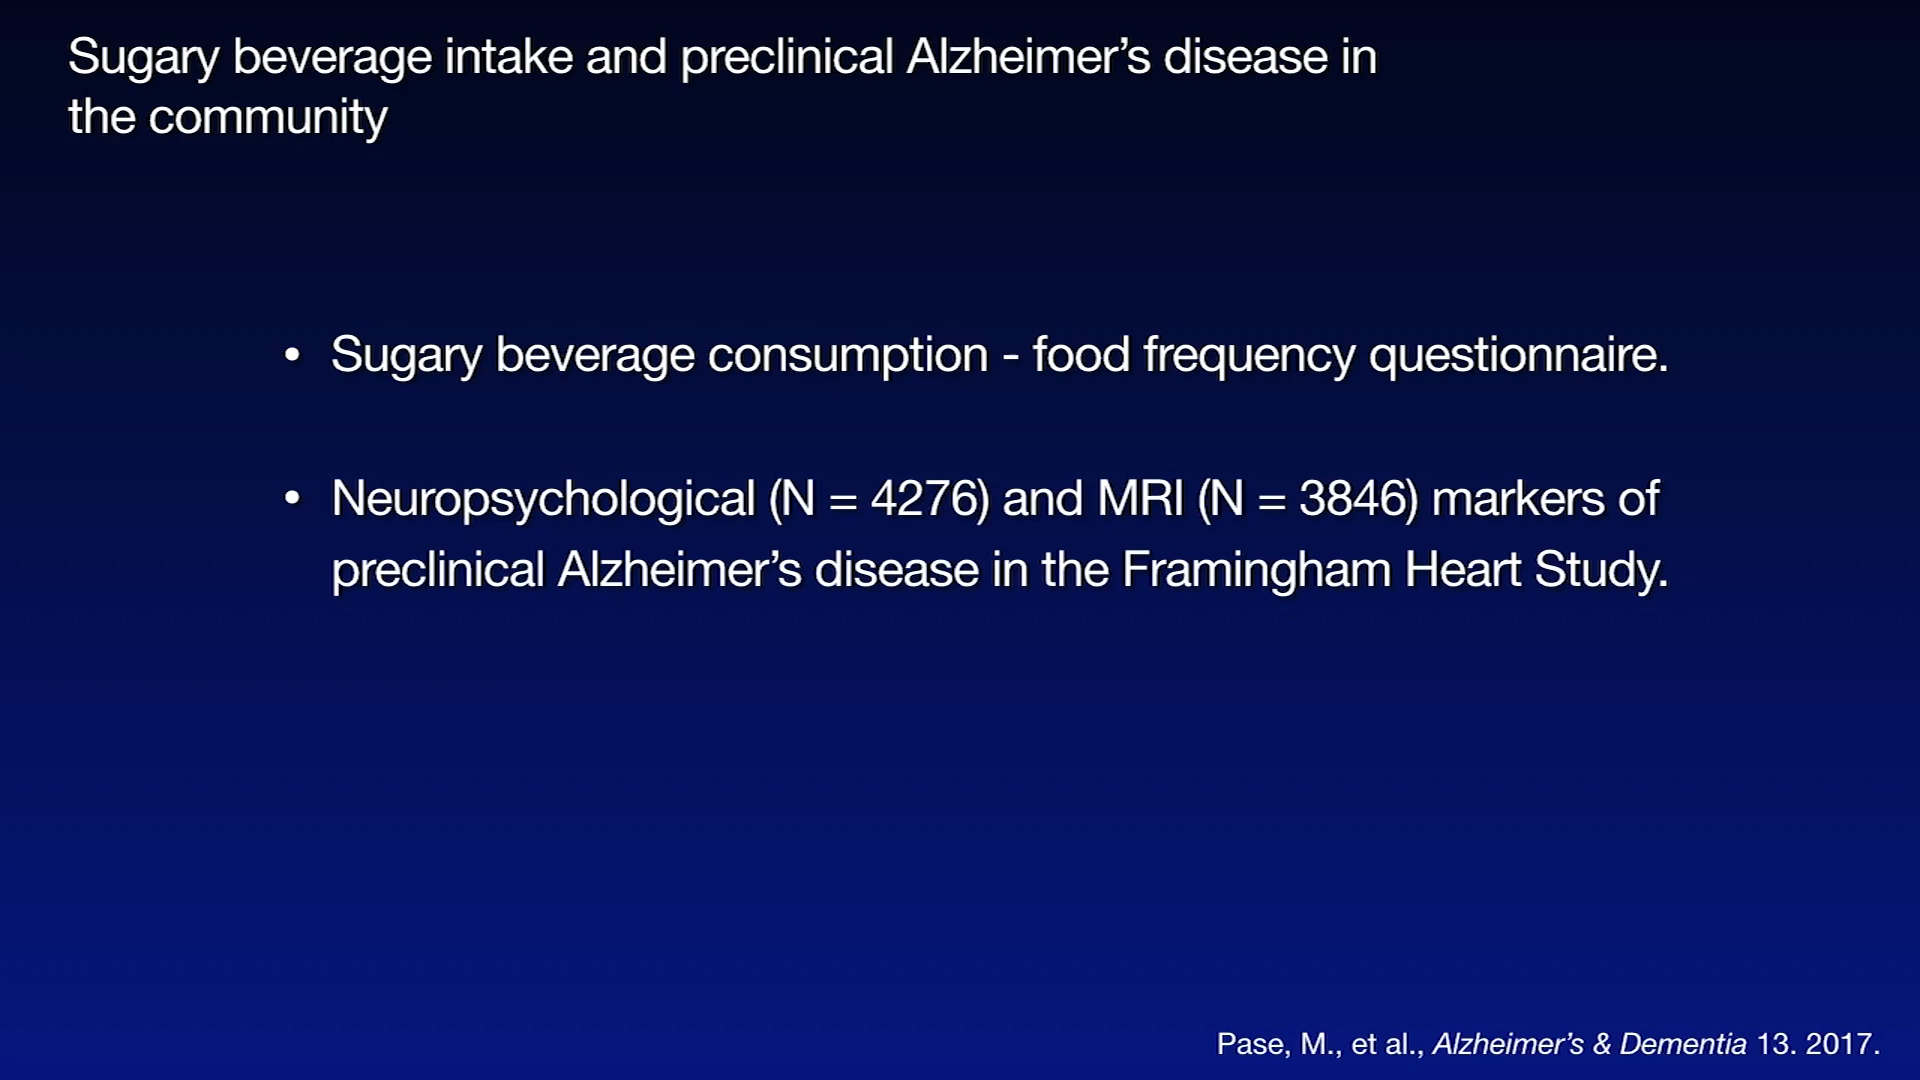 Sugary beverage intake and preclinical Alzheimer’s disease in
the community
• Sugary beverage consumption - food frequency questionnaire.
• Neuropsychological (N = 4276) and MRI (N = 3846) markers of
preclinical Alzheimer’s disease in the Framingham Heart Study.
Pase, M., et al., Alzheimer’s & Dementia 13. 2017.